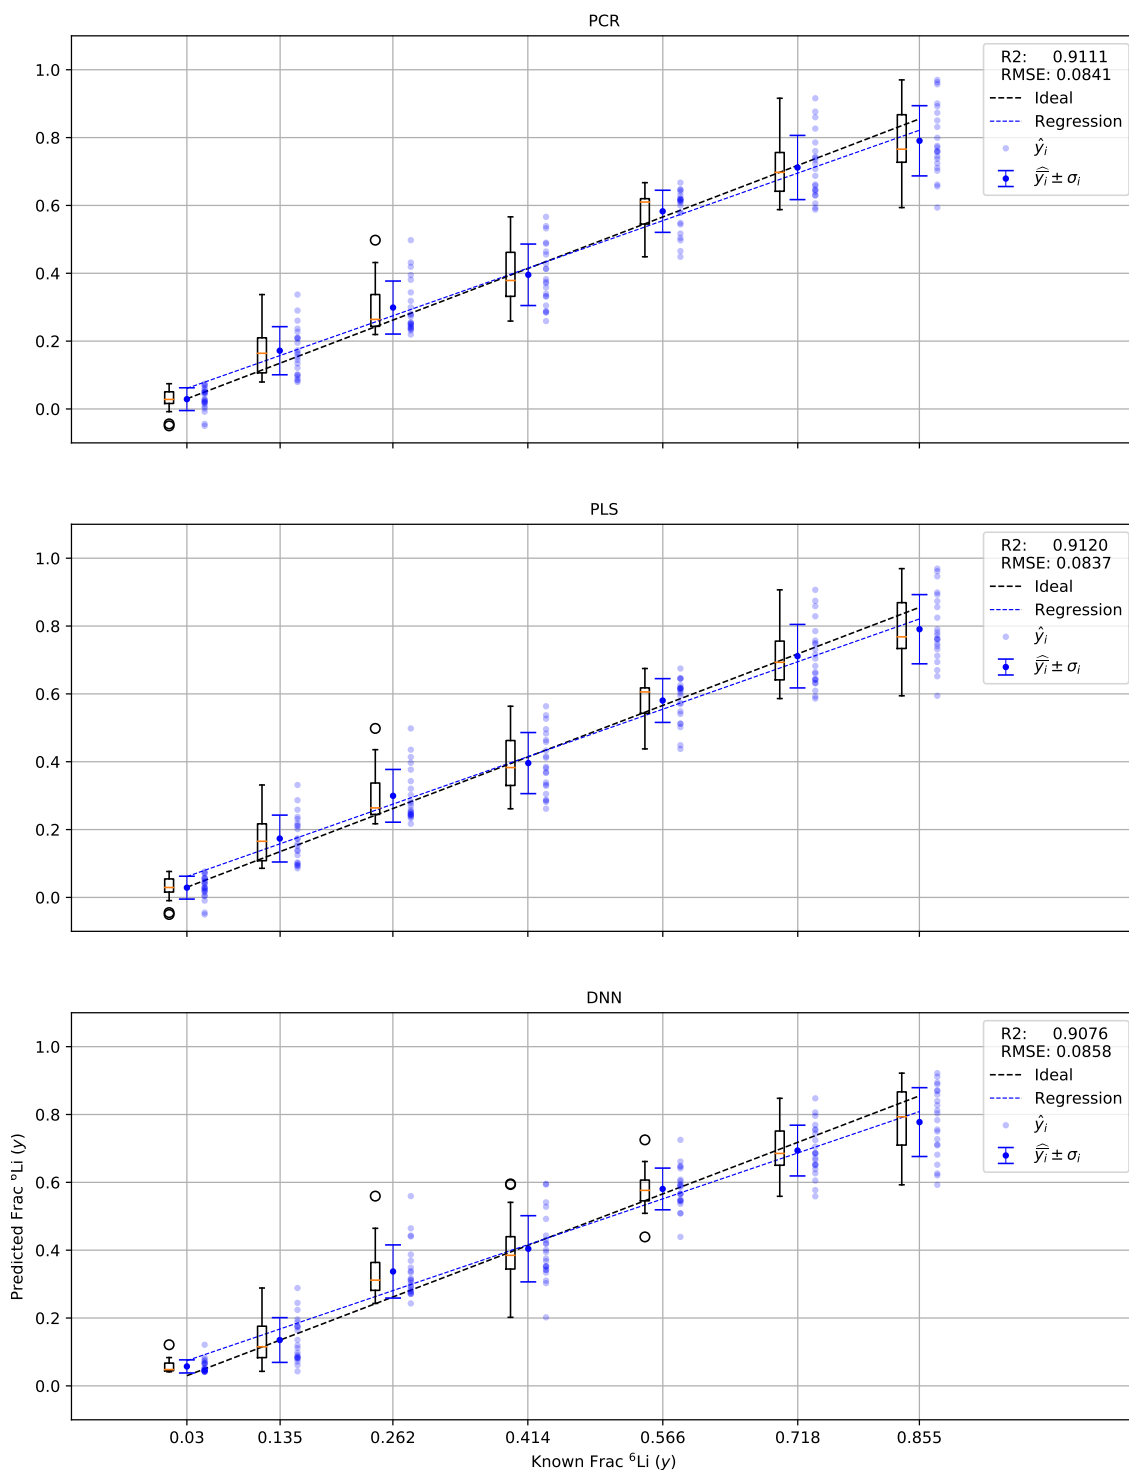 PCR
1.0
0.8
0.6
0.4
0.2
0.0
R2: 0.9111
RMSE: 0.0841
Ideal
Regression
ŷᵢ
ŷ̅ᵢ ± σᵢ
PLS
1.0
0.8
0.6
0.4
0.2
0.0
R2: 0.9120
RMSE: 0.0837
Ideal
Regression
ŷᵢ
ŷ̅ᵢ ± σᵢ
DNN
Predicted Frac ⁶Li (y)
1.0
0.8
0.6
0.4
0.2
0.0
R2: 0.9076
RMSE: 0.0858
Ideal
Regression
ŷᵢ
ŷ̅ᵢ ± σᵢ
0.03 0.135 0.262 0.414 0.566 0.718 0.855
Known Frac ⁶Li (y)